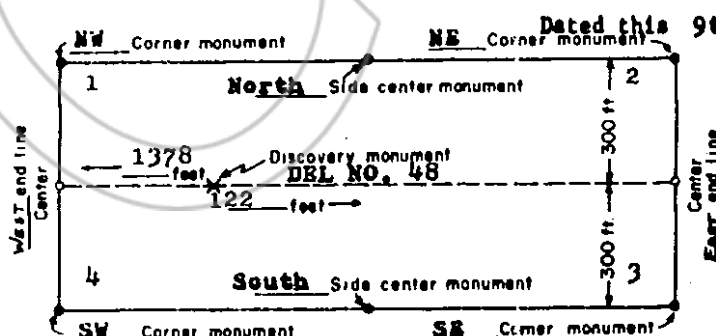 Dated this 9t
NW Corner monument NE Corner monument
1 North Side center monument 2
300 ft.
1378 feet Discovery monument
DEL NO. 48
122 feet
WEST end line
Center
Center
EAST end line
300 ft.
4 South Side center monument 3
SW Corner monument SE Corner monument